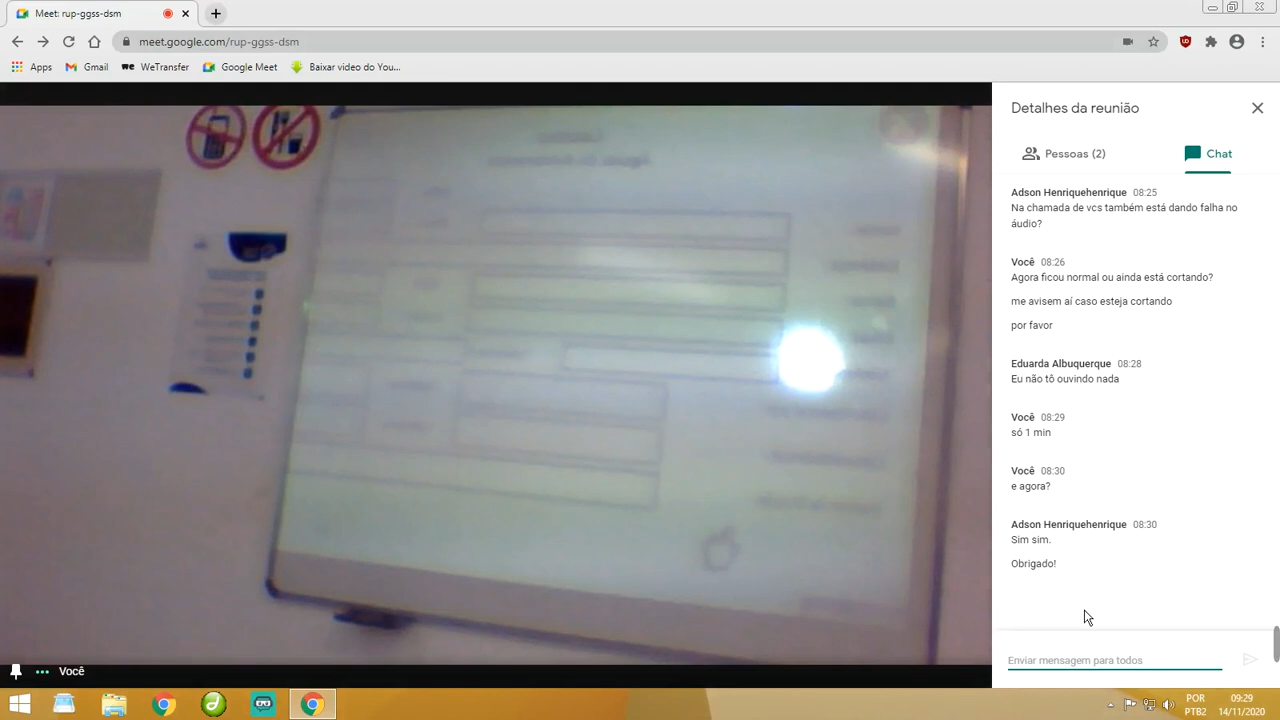 Meet: rup-ggss-dsm
meet.google.com/rup-ggss-dsm
Apps
Gmail
WeTransfer
Google Meet
Baixar video do You...
Detalhes da reunião
Pessoas (2)
Chat
Adson Henriquehenrique 08:25
Na chamada de vcs também está dando falha no
áudio?
Você 08:26
Agora ficou normal ou ainda está cortando?
me avisem aí caso esteja cortando
por favor
Eduarda Albuquerque 08:28
Eu não tô ouvindo nada
Você 08:29
só 1 min
Você 08:30
e agora?
Adson Henriquehenrique 08:30
Sim sim.
Obrigado!
Enviar mensagem para todos
Você
POR
PTB2
09:29
14/11/2020